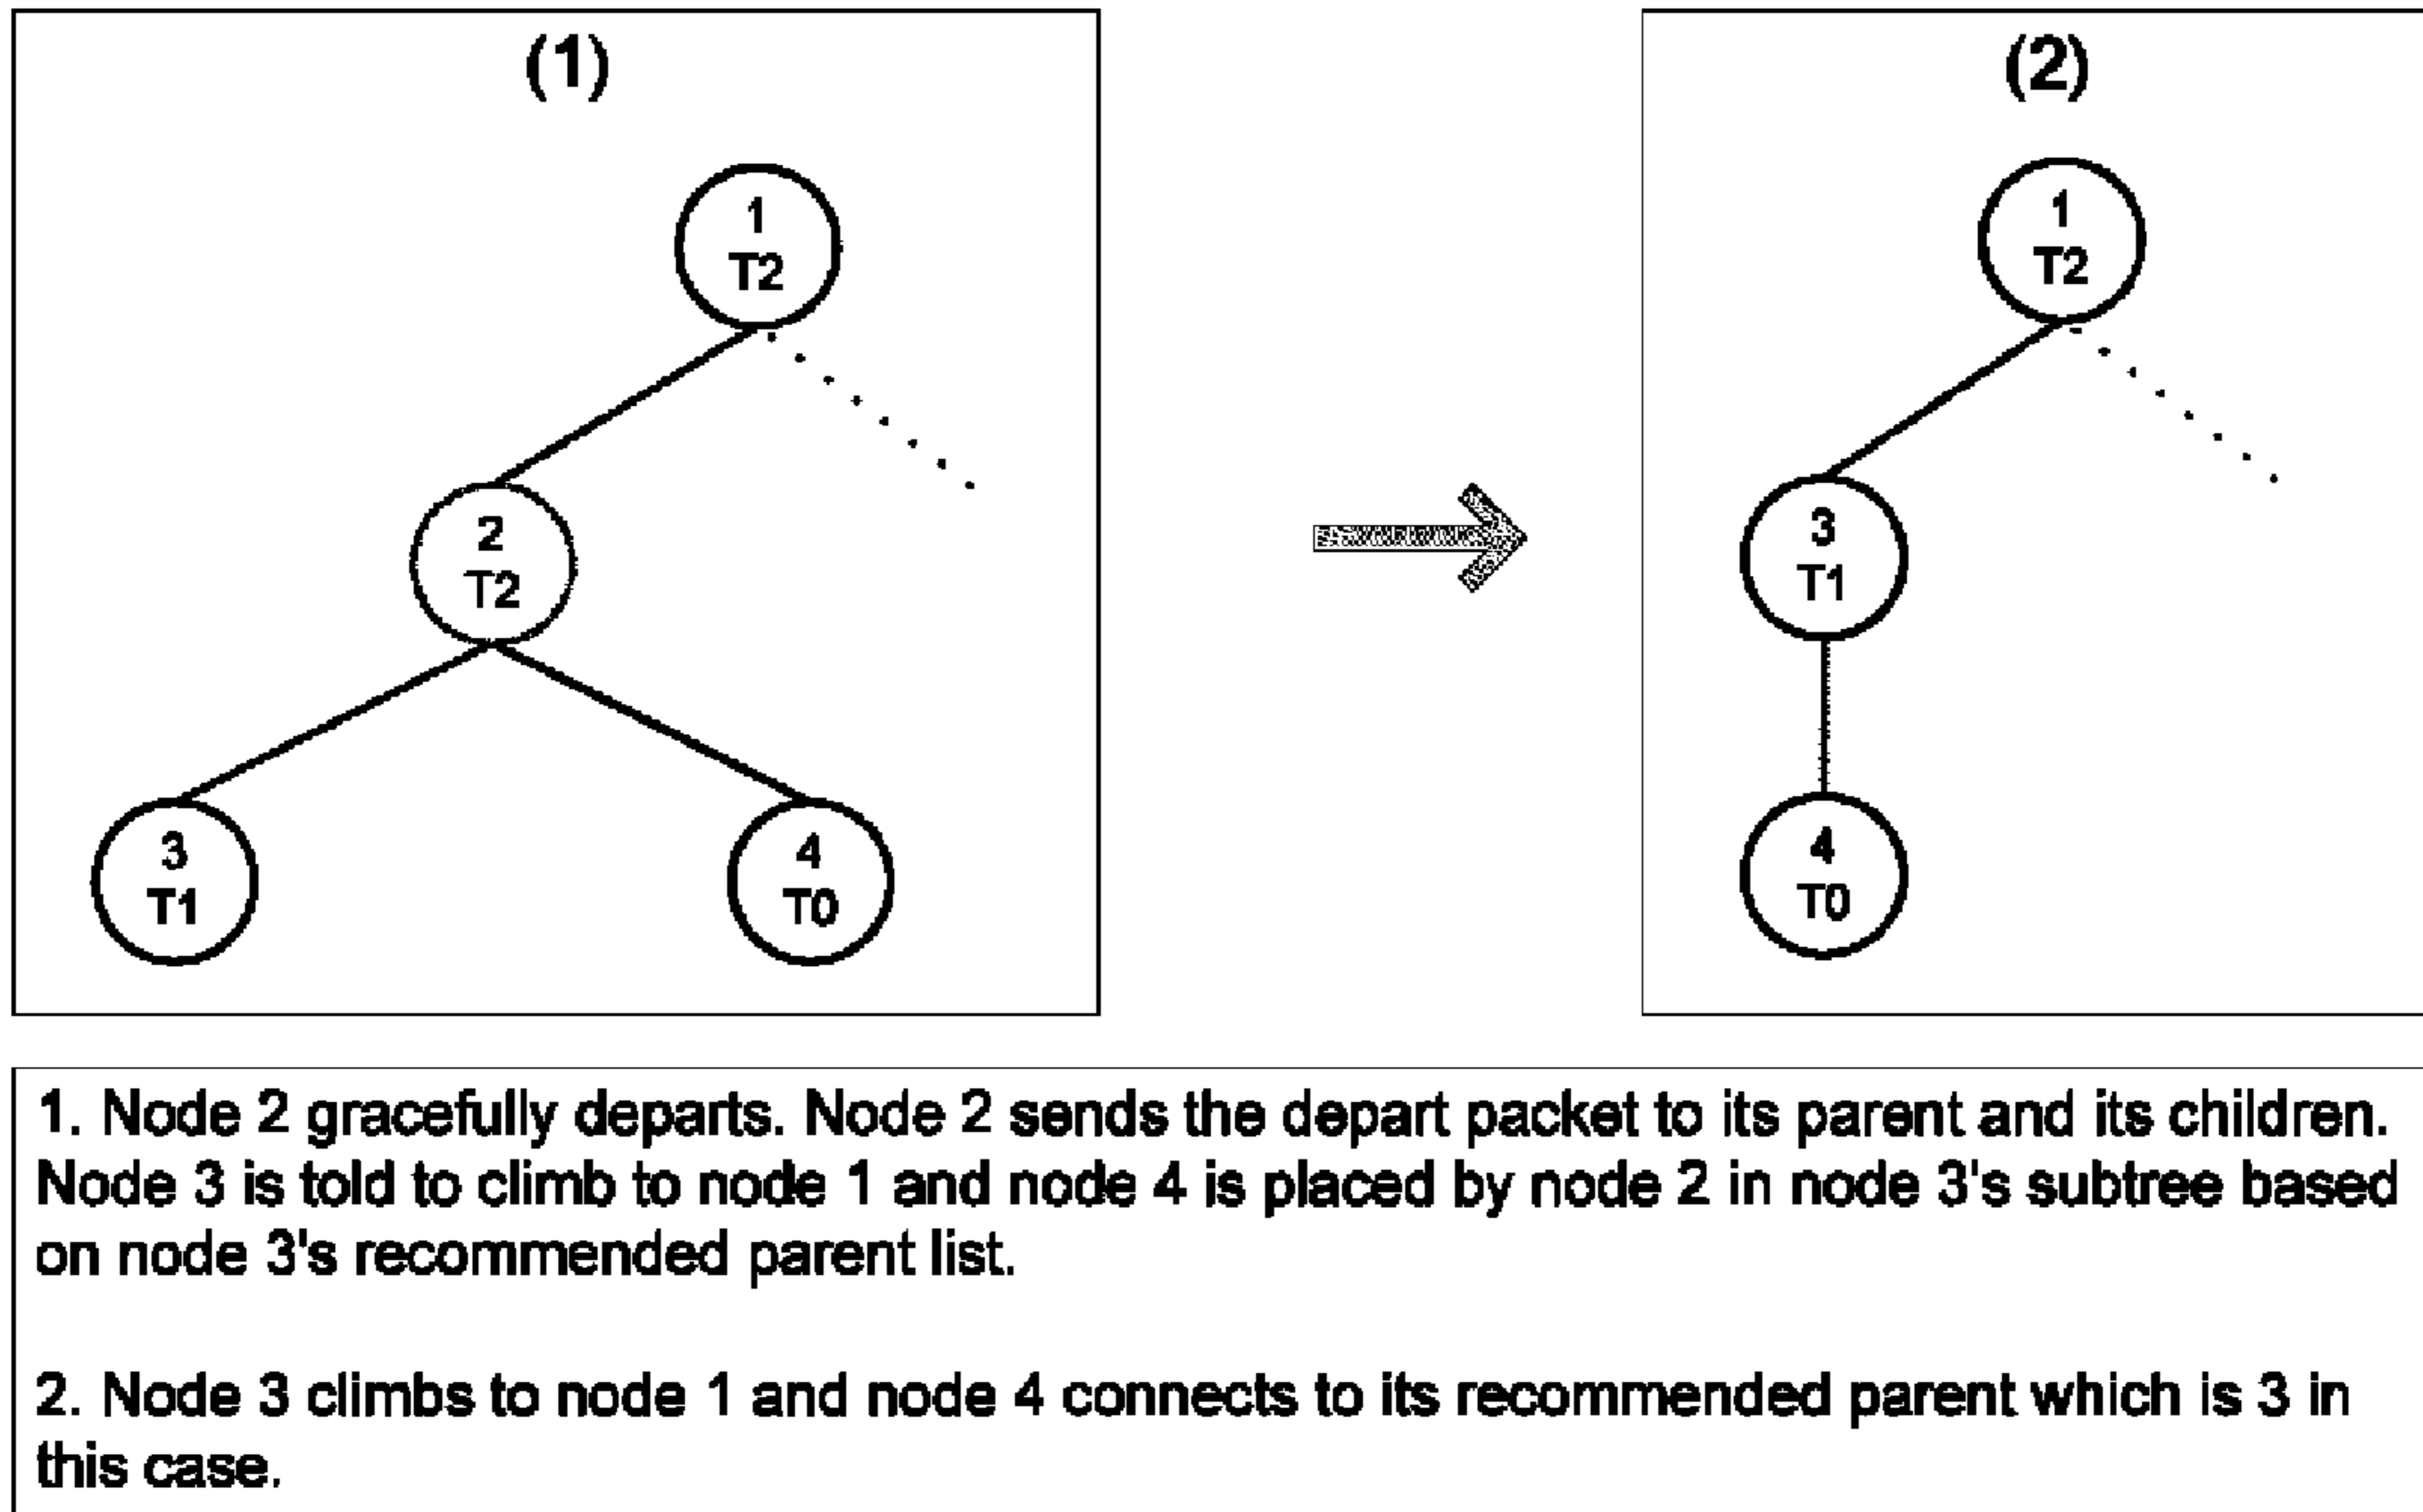 (1)
1
T2
2
T2
3
T1
4
T0
(2)
1
T2
3
T1
4
T0
1. Node 2 gracefully departs. Node 2 sends the depart packet to its parent and its children.
Node 3 is told to climb to node 1 and node 4 is placed by node 2 in node 3's subtree based
on node 3's recommended parent list.
2. Node 3 climbs to node 1 and node 4 connects to its recommended parent which is 3 in
this case.